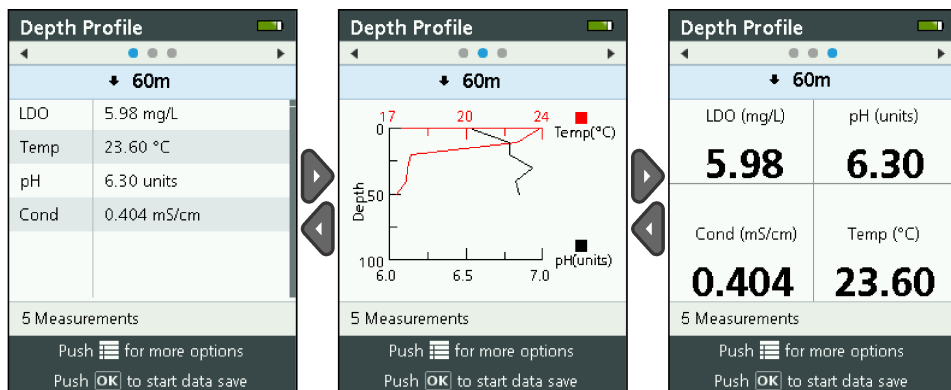 Depth Profile
60m
LDO 5.98 mg/L
Temp 23.60 °C
pH 6.30 units
Cond 0.404 mS/cm
5 Measurements
Push for more options
Push OK to start data save
Depth Profile
60m
17 20 24
Temp(°C)
0
50
100
Depth
6.0 6.5 7.0
pH(units)
5 Measurements
Push for more options
Push OK to start data save
Depth Profile
60m
LDO (mg/L) pH (units)
5.98 6.30
Cond (mS/cm) Temp (°C)
0.404 23.60
5 Measurements
Push for more options
Push OK to start data save